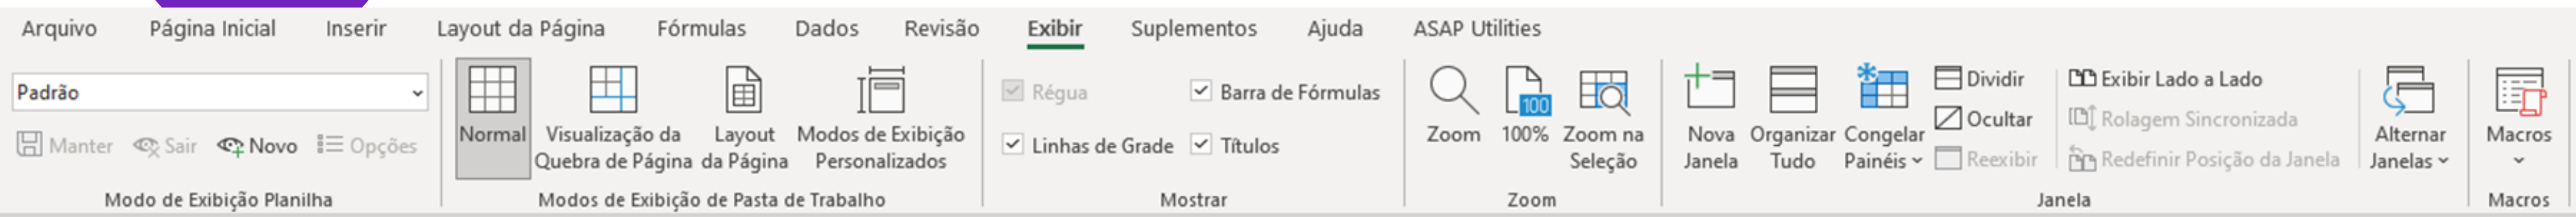 Arquivo Página Inicial Inserir Layout da Página Fórmulas Dados Revisão Exibir Suplementos Ajuda ASAP Utilities
Padrão
Manter Sair Novo Opções
Modo de Exibição Planilha
Normal
Visualização da
Quebra de Página
Layout
da Página
Modos de Exibição
Personalizados
Modos de Exibição de Pasta de Trabalho
Régua
Barra de Fórmulas
Linhas de Grade
Títulos
Mostrar
Zoom
100
100%
Zoom na
Seleção
Zoom
Nova
Janela
Organizar
Tudo
Congelar
Painéis
Dividir
Ocultar
Reexibir
Exibir Lado a Lado
Rolagem Sincronizada
Redefinir Posição da Janela
Alternar
Janelas
Janela
Macros
Macros